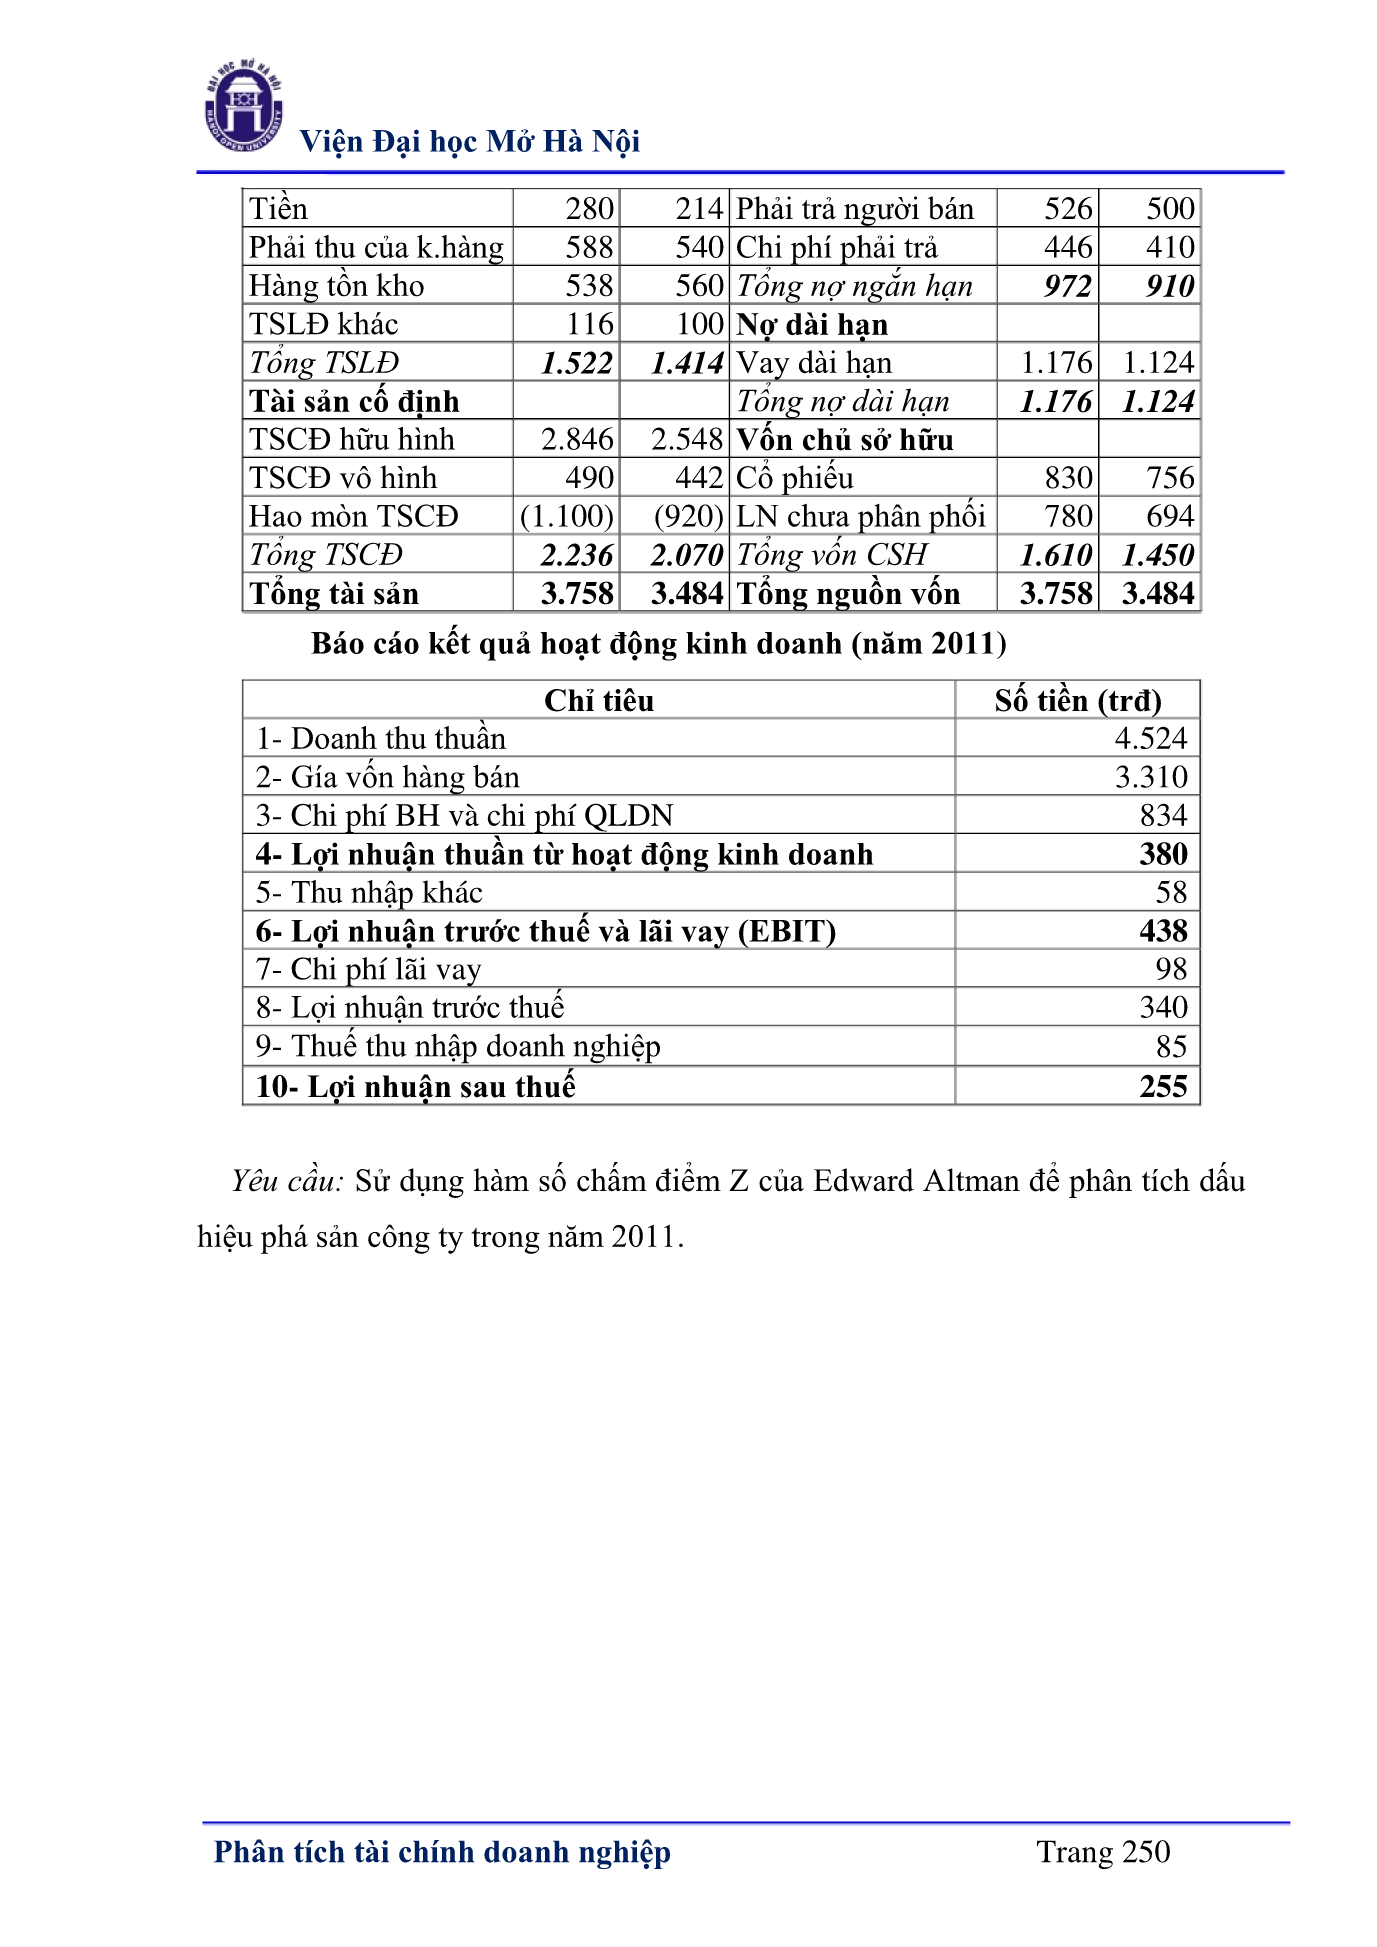 ĐẠI HỌC MỞ HÀ NỘI
HANOI OPEN UNIVERSITY
Viện Đại học Mở Hà Nội
Tiền 280 214 Phải trả người bán 526 500
Phải thu của k.hàng 588 540 Chi phí phải trả 446 410
Hàng tồn kho 538 560 Tổng nợ ngắn hạn 972 910
TSLĐ khác 116 100 Nợ dài hạn
Tổng TSLĐ 1.522 1.414 Vay dài hạn 1.176 1.124
Tài sản cố định Tổng nợ dài hạn 1.176 1.124
TSCĐ hữu hình 2.846 2.548 Vốn chủ sở hữu
TSCĐ vô hình 490 442 Cổ phiếu 830 756
Hao mòn TSCĐ (1.100) (920) LN chưa phân phối 780 694
Tổng TSCĐ 2.236 2.070 Tổng vốn CSH 1.610 1.450
Tổng tài sản 3.758 3.484 Tổng nguồn vốn 3.758 3.484
Báo cáo kết quả hoạt động kinh doanh (năm 2011)
Chỉ tiêu Số tiền (trđ)
1- Doanh thu thuần 4.524
2- Gía vốn hàng bán 3.310
3- Chi phí BH và chi phí QLDN 834
4- Lợi nhuận thuần từ hoạt động kinh doanh 380
5- Thu nhập khác 58
6- Lợi nhuận trước thuế và lãi vay (EBIT) 438
7- Chi phí lãi vay 98
8- Lợi nhuận trước thuế 340
9- Thuế thu nhập doanh nghiệp 85
10- Lợi nhuận sau thuế 255
Yêu cầu: Sử dụng hàm số chấm điểm Z của Edward Altman để phân tích dấu
hiệu phá sản công ty trong năm 2011.
Phân tích tài chính doanh nghiệp Trang 250